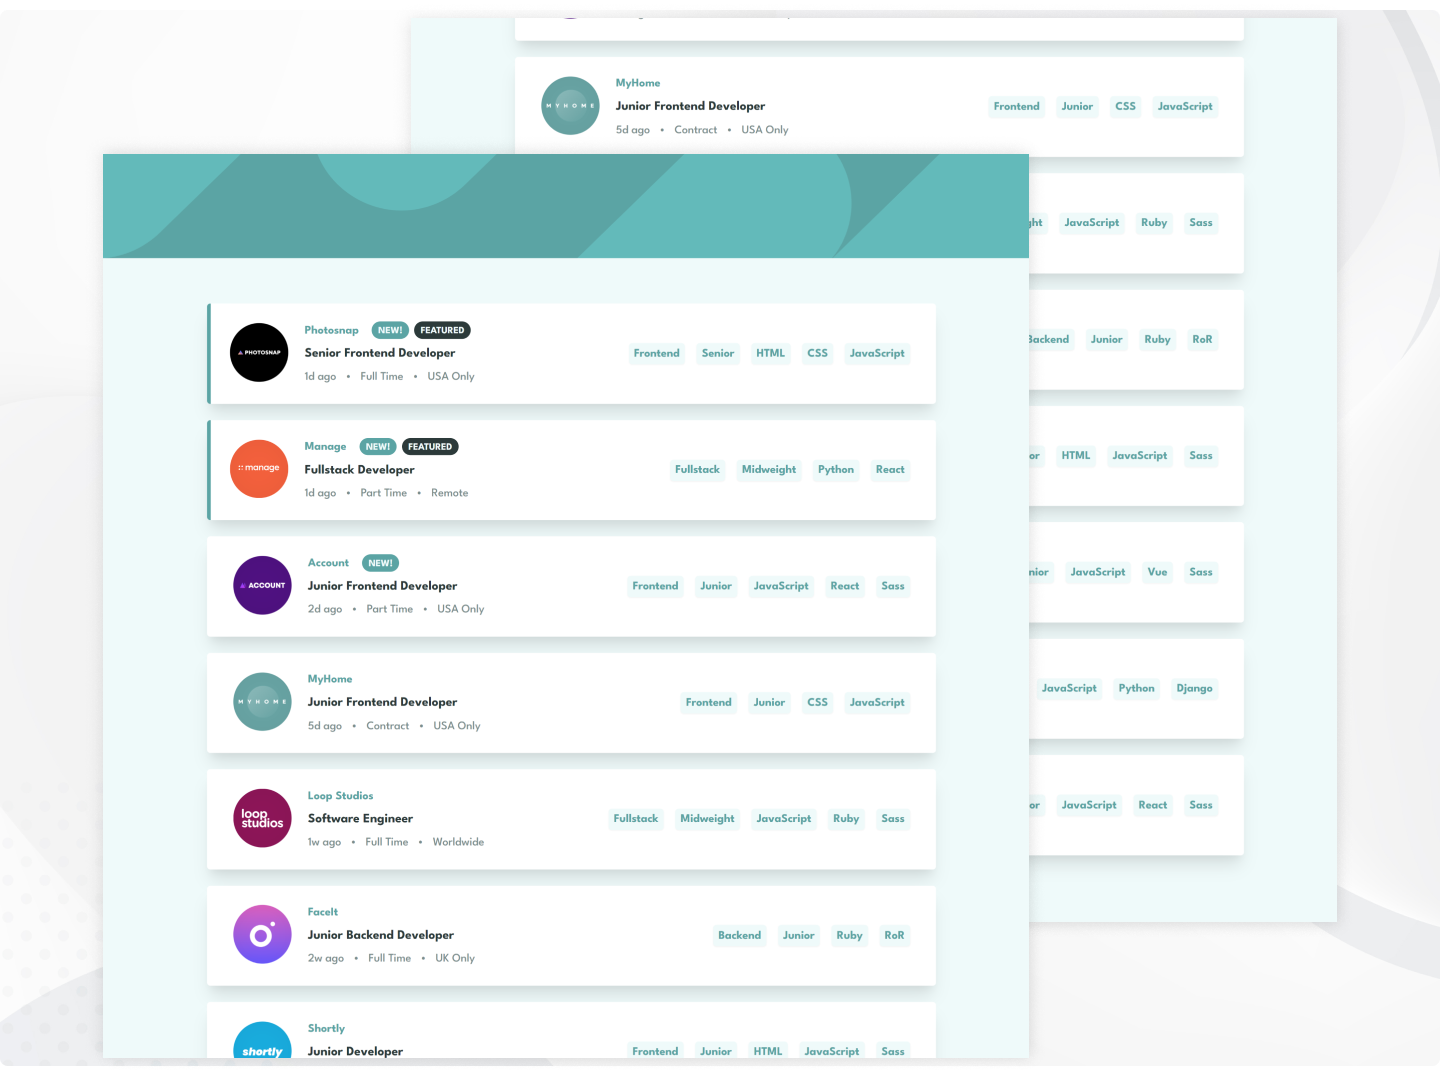 MyHome
MYHOME
Junior Frontend Developer
Frontend Junior CSS JavaScript
5d ago • Contract • USA Only
JavaScript Ruby Sass
Junior Ruby RoR
HTML JavaScript Sass
JavaScript Vue Sass
JavaScript Python Django
JavaScript React Sass
Photosnap NEW! FEATURED
PHOTOSNAP
Senior Frontend Developer
Frontend Senior HTML CSS JavaScript
1d ago • Full Time • USA Only
Manage NEW! FEATURED
manage
Fullstack Developer
Fullstack Midweight Python React
1d ago • Part Time • Remote
Account NEW!
ACCOUNT
Junior Frontend Developer
Frontend Junior JavaScript React Sass
2d ago • Part Time • USA Only
MyHome
MYHOME
Junior Frontend Developer
Frontend Junior CSS JavaScript
5d ago • Contract • USA Only
Loop Studios
loop
studios
Software Engineer
Fullstack Midweight JavaScript Ruby Sass
1w ago • Full Time • Worldwide
FaceIt
Junior Backend Developer
Backend Junior Ruby RoR
2w ago • Full Time • UK Only
Shortly
shortly
Junior Developer
Frontend Junior HTML JavaScript Sass